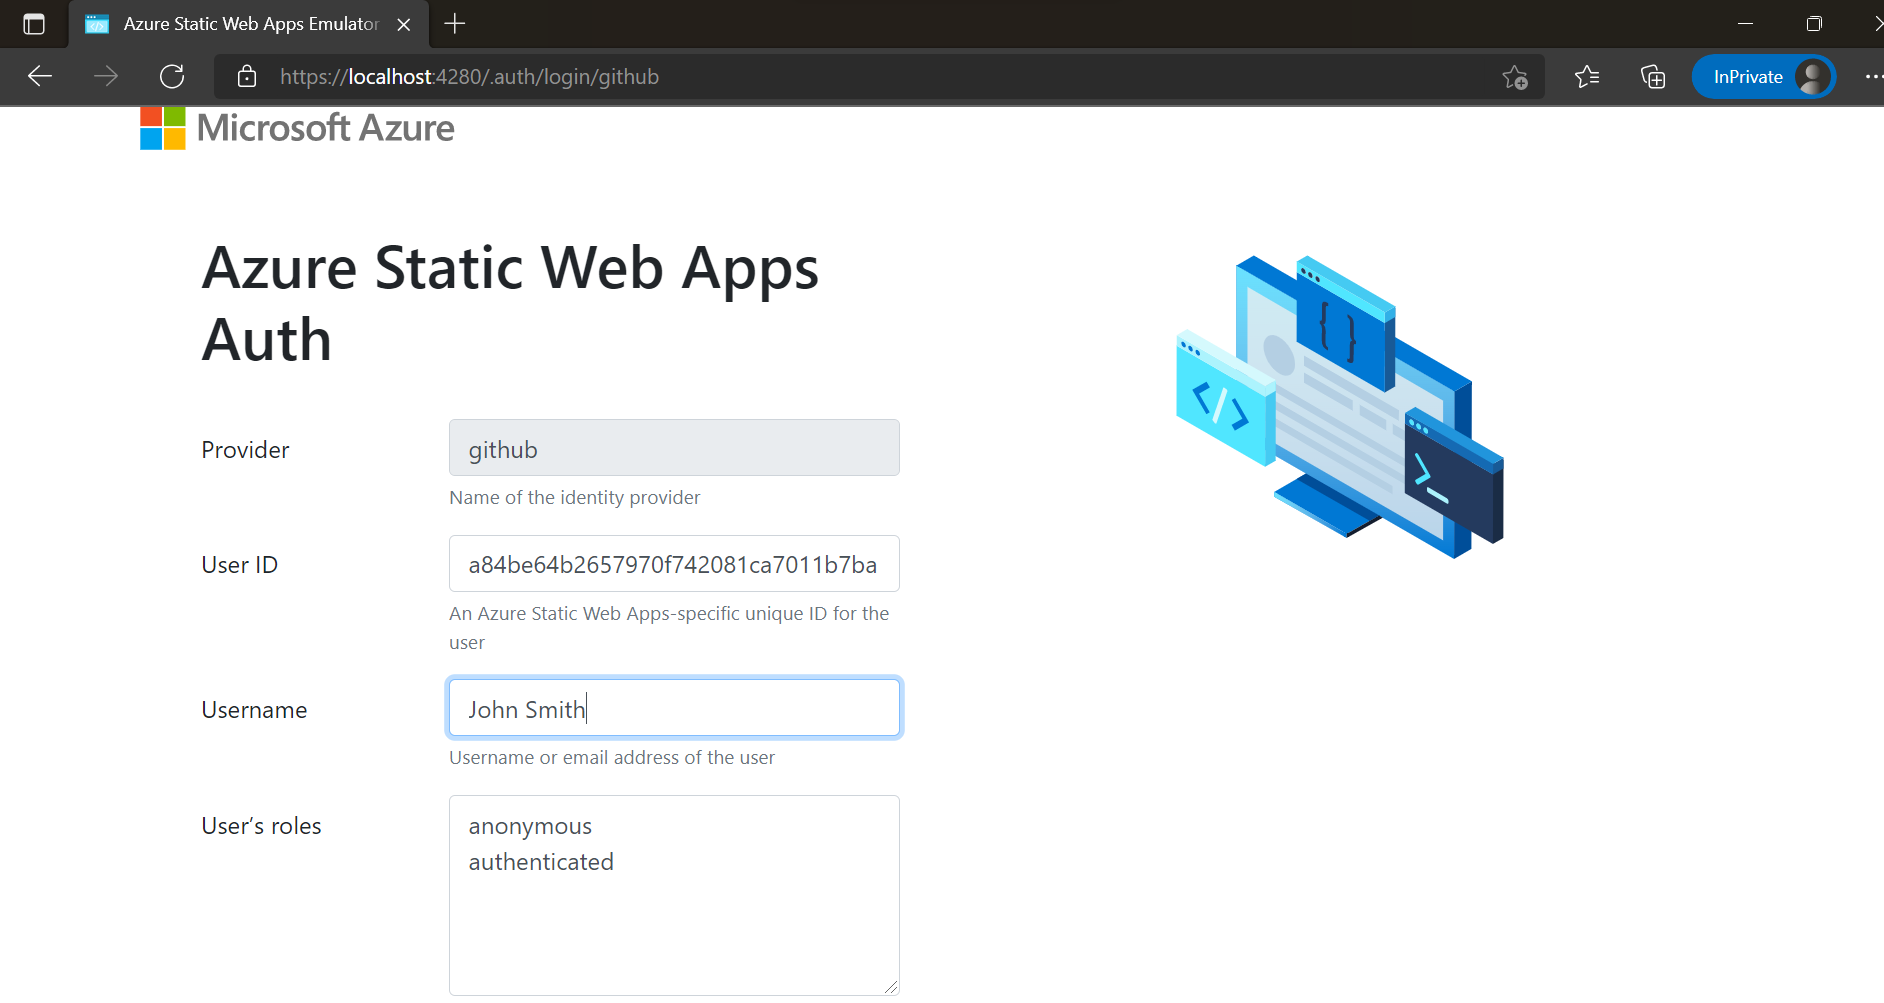 Azure Static Web Apps Emulator
https://localhost:4280/.auth/login/github
InPrivate
Microsoft Azure
Azure Static Web Apps
Auth
Provider
github
Name of the identity provider
User ID
a84be64b2657970f742081ca7011b7ba
An Azure Static Web Apps-specific unique ID for the
user
Username
John Smith
Username or email address of the user
User’s roles
anonymous
authenticated